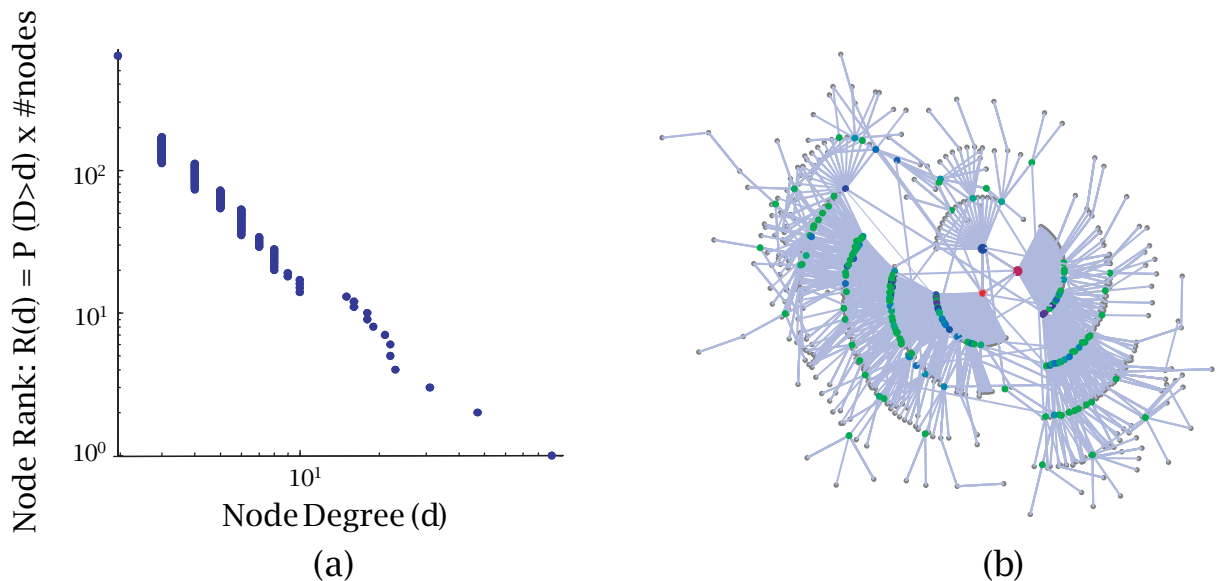 Node Rank: R(d) = P (D>d) x #nodes
10²
10¹
10⁰
10¹
Node Degree (d)
(a)
(b)